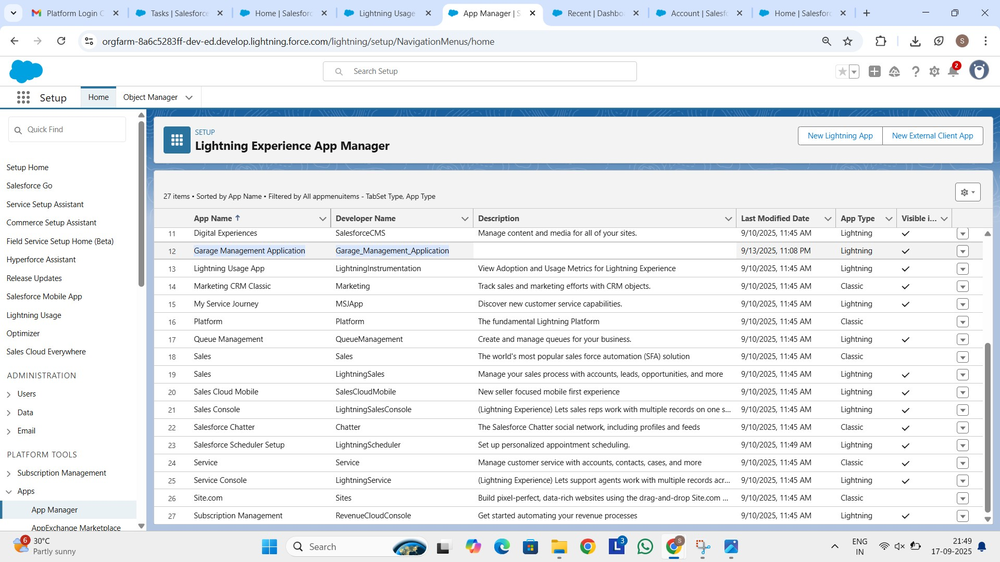 Platform Login C
Tasks | Salesforce
Home | Salesforc
Lightning Usage
App Manager | S
Recent | Dashbo
Account | Salesfo
Home | Salesforc
orgfarm-8a6c5283ff-dev-ed.develop.lightning.force.com/lightning/setup/NavigationMenus/home
S
Search Setup
2
Setup
Home
Object Manager
Quick Find
Setup Home
Salesforce Go
Service Setup Assistant
Commerce Setup Assistant
Field Service Setup Home (Beta)
Hyperforce Assistant
Release Updates
Salesforce Mobile App
Lightning Usage
Optimizer
Sales Cloud Everywhere
ADMINISTRATION
Users
Data
Email
PLATFORM TOOLS
Subscription Management
Apps
App Manager
AppExchange Marketplace
SETUP
Lightning Experience App Manager
New Lightning App
New External Client App
27 items • Sorted by App Name • Filtered by All appmenuitems - TabSet Type, App Type
App Name ↑ Developer Name Description Last Modified Date App Type Visible i...
11 Digital Experiences SalesforceCMS Manage content and media for all of your sites. 9/10/2025, 11:45 AM Lightning ✓
12 Garage Management Application Garage_Management_Application 9/13/2025, 11:08 PM Lightning ✓
13 Lightning Usage App LightningInstrumentation View Adoption and Usage Metrics for Lightning Experience 9/10/2025, 11:45 AM Lightning ✓
14 Marketing CRM Classic Marketing Track sales and marketing efforts with CRM objects. 9/10/2025, 11:45 AM Classic ✓
15 My Service Journey MSJApp Discover new customer service capabilities. 9/10/2025, 11:45 AM Lightning ✓
16 Platform Platform The fundamental Lightning Platform 9/10/2025, 11:45 AM Classic
17 Queue Management QueueManagement Create and manage queues for your business. 9/10/2025, 11:45 AM Lightning ✓
18 Sales Sales The world's most popular sales force automation (SFA) solution 9/10/2025, 11:45 AM Classic
19 Sales LightningSales Manage your sales process with accounts, leads, opportunities, and more 9/10/2025, 11:45 AM Lightning ✓
20 Sales Cloud Mobile SalesCloudMobile New seller focused mobile first experience 9/10/2025, 11:45 AM Lightning ✓
21 Sales Console LightningSalesConsole (Lightning Experience) Lets sales reps work with multiple records on one s... 9/10/2025, 11:45 AM Lightning ✓
22 Salesforce Chatter Chatter The Salesforce Chatter social network, including profiles and feeds 9/10/2025, 11:45 AM Classic ✓
23 Salesforce Scheduler Setup LightningScheduler Set up personalized appointment scheduling. 9/10/2025, 11:49 AM Lightning ✓
24 Service Service Manage customer service with accounts, contacts, cases, and more 9/10/2025, 11:45 AM Classic ✓
25 Service Console LightningService (Lightning Experience) Lets support agents work with multiple records acr... 9/10/2025, 11:45 AM Lightning ✓
26 Site.com Sites Build pixel-perfect, data-rich websites using the drag-and-drop Site.com ... 9/10/2025, 11:45 AM Classic
27 Subscription Management RevenueCloudConsole Get started automating your revenue processes 9/10/2025, 11:45 AM Lightning ✓
6
30°C
Partly sunny
Search
L
3
S
ENG
IN
21:49
17-09-2025